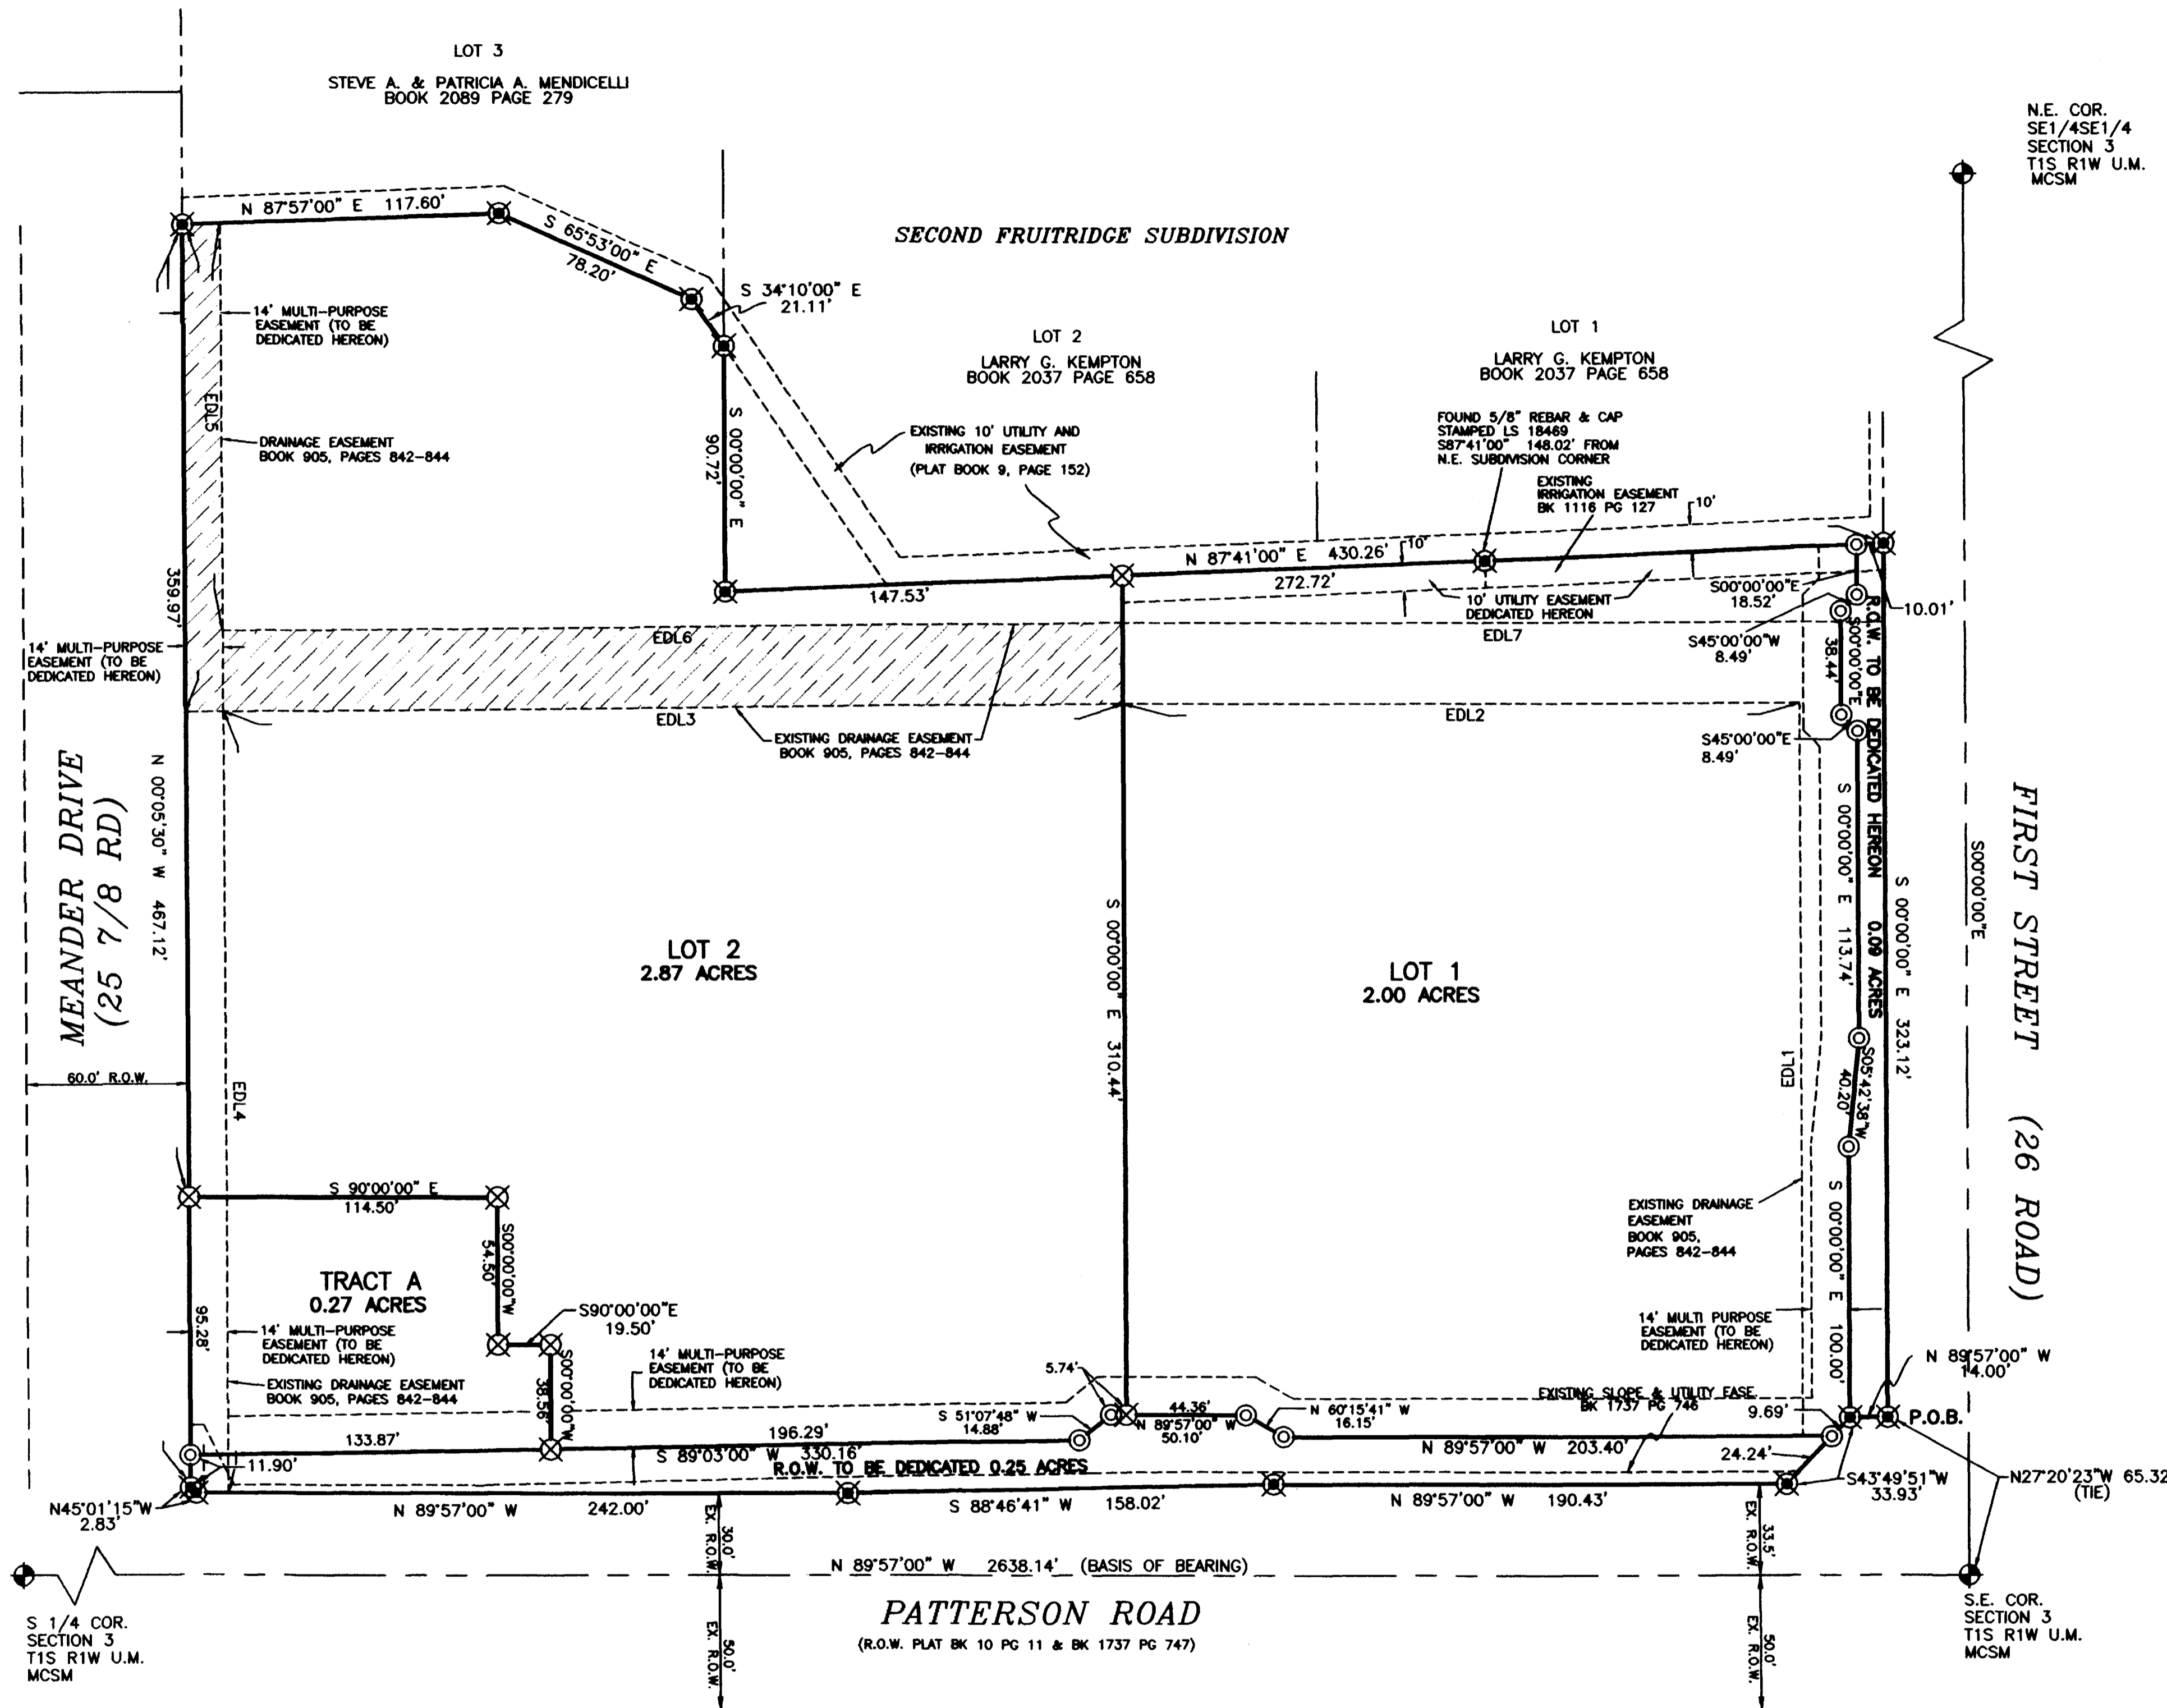 LOT 3
STEVE A. & PATRICIA A. MENDICELLI
BOOK 2089 PAGE 279
N.E. COR.
SE1/4SE1/4
SECTION 3
T1S R1W U.M.
MCSM
N 87°57'00" E 117.60'
S 65°53'00" E
78.20'
SECOND FRUITRIDGE SUBDIVISION
S 34°10'00" E
21.11'
14' MULTI-PURPOSE
EASEMENT (TO BE
DEDICATED HEREON)
LOT 2
LARRY G. KEMPTON
BOOK 2037 PAGE 658
LOT 1
LARRY G. KEMPTON
BOOK 2037 PAGE 658
EDL5
DRAINAGE EASEMENT
BOOK 905, PAGES 842-844
S 00°00'00" E
90.72'
EXISTING 10' UTILITY AND
IRRIGATION EASEMENT
(PLAT BOOK 9, PAGE 152)
FOUND 5/8" REBAR & CAP
STAMPED LS 18469
S87°41'00" 148.02' FROM
N.E. SUBDIVISION CORNER
EXISTING
IRRIGATION EASEMENT
BK 1116 PG 127
10'
N 87°41'00" E 430.26'
10'
272.72'
147.53'
10' UTILITY EASEMENT
DEDICATED HEREON
S00°00'00"E
18.52'
10.01'
359.97'
14' MULTI-PURPOSE
EASEMENT (TO BE
DEDICATED HEREON)
EDL6
EDL7
S45°00'00"W
8.49'
S00°00'00"E
38.44'
R.O.W. TO BE DEDICATED HEREON 0.09 ACRES
EDL3
EDL2
EXISTING DRAINAGE EASEMENT
BOOK 905, PAGES 842-844
S45°00'00"E
8.49'
MEANDER DRIVE
(25 7/8 RD)
N 00°05'30" W 467.12'
S 00°00'00" E 113.74'
S 00°00'00" E 323.12'
S00°00'00"E
FIRST STREET (26 ROAD)
LOT 2
2.87 ACRES
S 00°00'00" E 310.44'
LOT 1
2.00 ACRES
60.0' R.O.W.
EDL4
EDL1
S05°42'38"W
40.20'
S 90°00'00" E
114.50'
S00°00'00"W
54.50'
EXISTING DRAINAGE
EASEMENT
BOOK 905,
PAGES 842-844
S 00°00'00" E 100.00'
TRACT A
0.27 ACRES
95.28'
S90°00'00"E
19.50'
14' MULTI-PURPOSE
EASEMENT (TO BE
DEDICATED HEREON)
14' MULTI-PURPOSE
EASEMENT (TO BE
DEDICATED HEREON)
14' MULTI PURPOSE
EASEMENT (TO BE
DEDICATED HEREON)
EXISTING DRAINAGE EASEMENT
BOOK 905, PAGES 842-844
S00°00'00"W
38.56'
5.74'
N 89°57'00" W
14.00'
EXISTING SLOPE & UTILITY EASE.
BK 1737 PG 746
S 51°07'48" W
14.88'
44.36'
N 89°57'00" W
50.10'
N 60°15'41" W
16.15'
9.69'
P.O.B.
133.87'
196.29'
S 89°03'00" W 330.16'
N 89°57'00" W 203.40'
24.24'
11.90'
R.O.W. TO BE DEDICATED 0.25 ACRES
S43°49'51"W
33.93'
N27°20'23"W 65.32
(TIE)
N45°01'15"W
2.83'
N 89°57'00" W 242.00'
S 88°46'41" W 158.02'
N 89°57'00" W 190.43'
30.0'
EX. R.O.W.
33.5'
EX. R.O.W.
N 89°57'00" W 2638.14' (BASIS OF BEARING)
PATTERSON ROAD
(R.O.W. PLAT BK 10 PG 11 & BK 1737 PG 747)
50.0'
EX. R.O.W.
50.0'
EX. R.O.W.
S 1/4 COR.
SECTION 3
T1S R1W U.M.
MCSM
S.E. COR.
SECTION 3
T1S R1W U.M.
MCSM